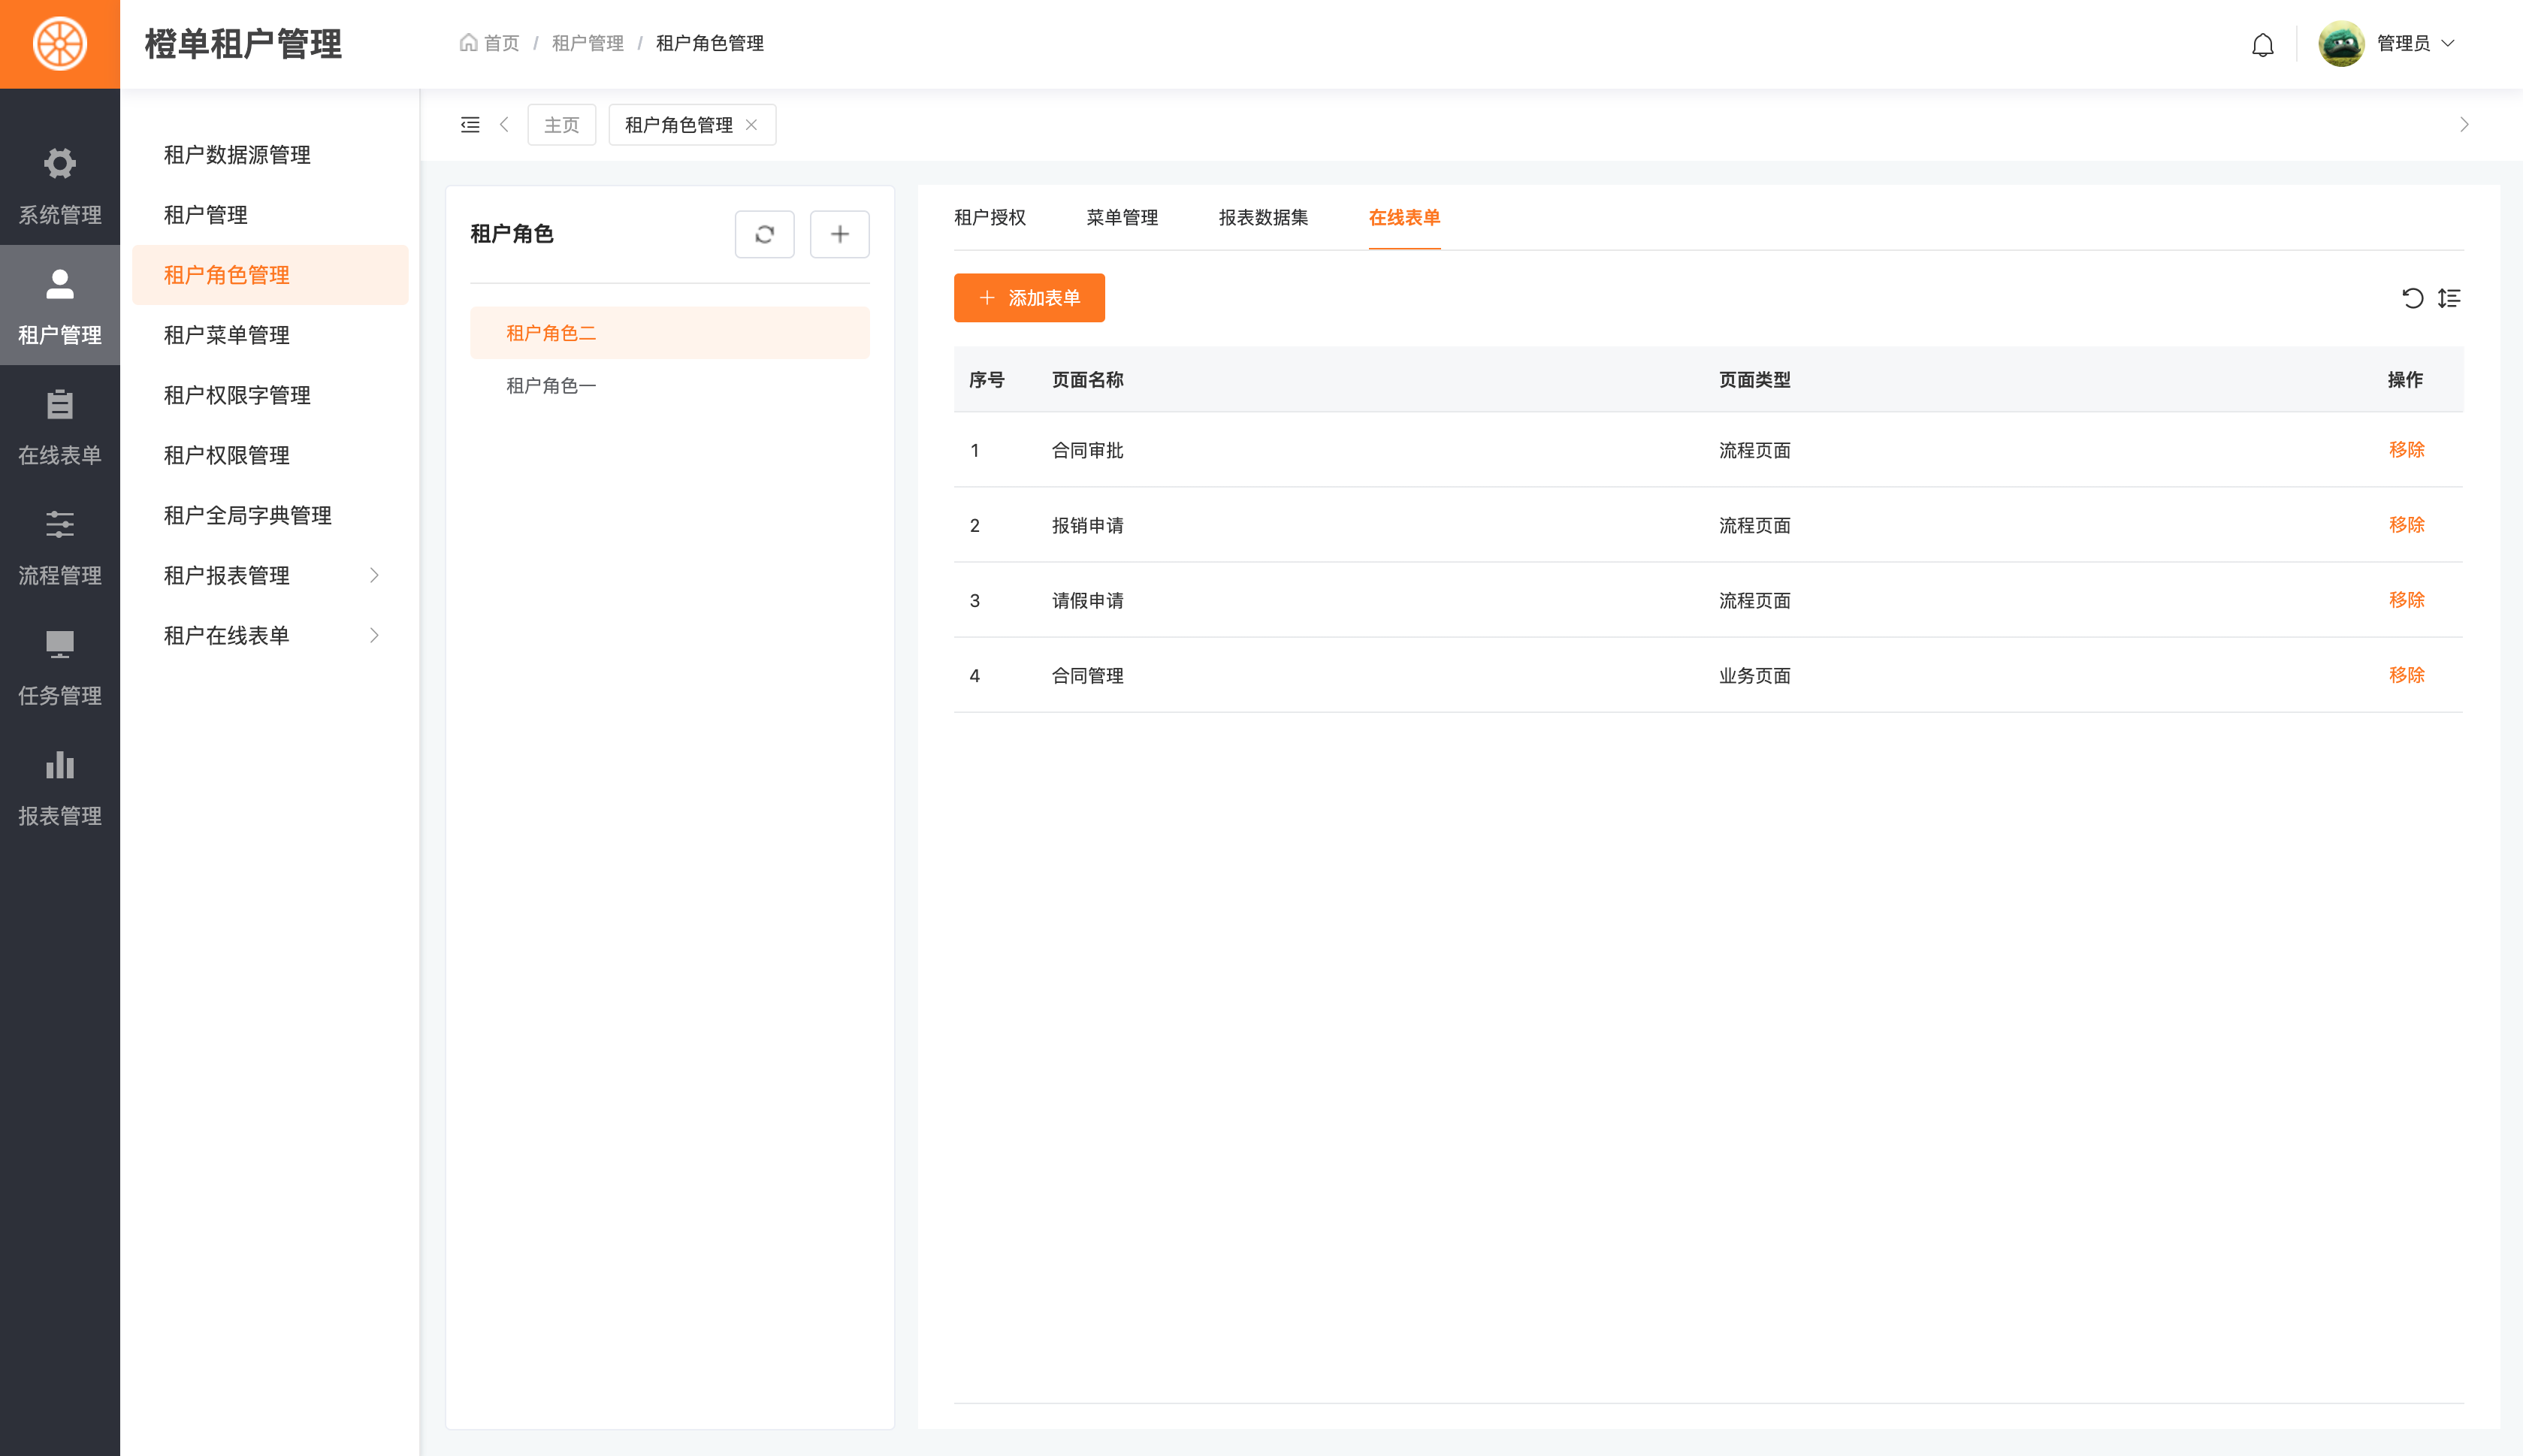 橙单租户管理
首页 / 租户管理 / 租户角色管理
管理员
系统管理
租户管理
在线表单
流程管理
任务管理
报表管理
租户数据源管理
租户管理
租户角色管理
租户菜单管理
租户权限字管理
租户权限管理
租户全局字典管理
租户报表管理
租户在线表单
主页
租户角色管理
租户角色
租户角色二
租户角色一
租户授权 菜单管理 报表数据集 在线表单
添加表单
序号 页面名称 页面类型 操作
1 合同审批 流程页面 移除
2 报销申请 流程页面 移除
3 请假申请 流程页面 移除
4 合同管理 业务页面 移除